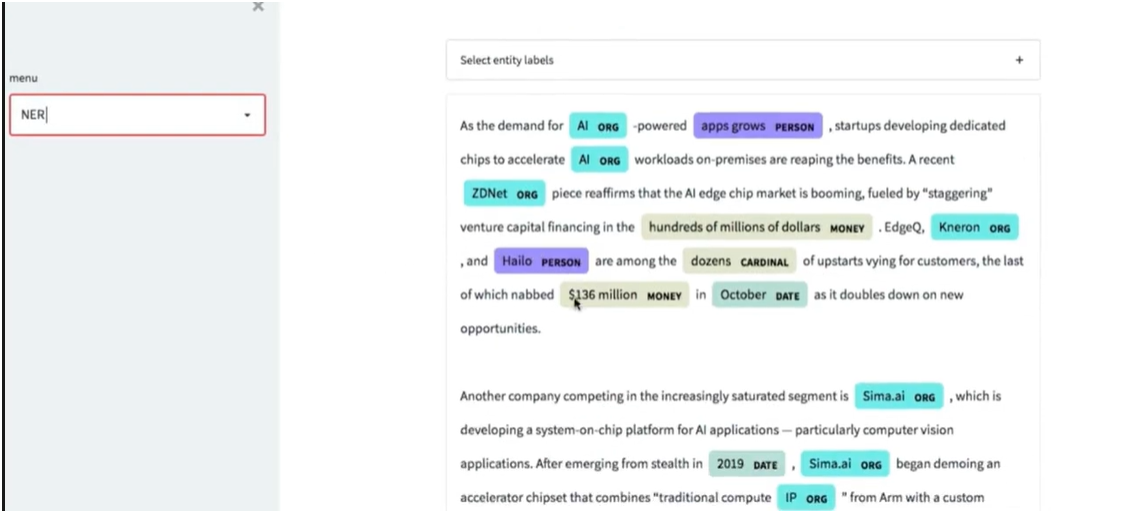 menu
NER
Select entity labels +
As the demand for AI ORG -powered apps grows PERSON , startups developing dedicated
chips to accelerate AI ORG workloads on-premises are reaping the benefits. A recent
ZDNet ORG piece reaffirms that the AI edge chip market is booming, fueled by "staggering"
venture capital financing in the hundreds of millions of dollars MONEY . EdgeQ, Kneron ORG
, and Hailo PERSON are among the dozens CARDINAL of upstarts vying for customers, the last
of which nabbed $136 million MONEY in October DATE as it doubles down on new
opportunities.
Another company competing in the increasingly saturated segment is Sima.ai ORG , which is
developing a system-on-chip platform for AI applications — particularly computer vision
applications. After emerging from stealth in 2019 DATE , Sima.ai ORG began demoing an
accelerator chipset that combines "traditional compute IP ORG " from Arm with a custom